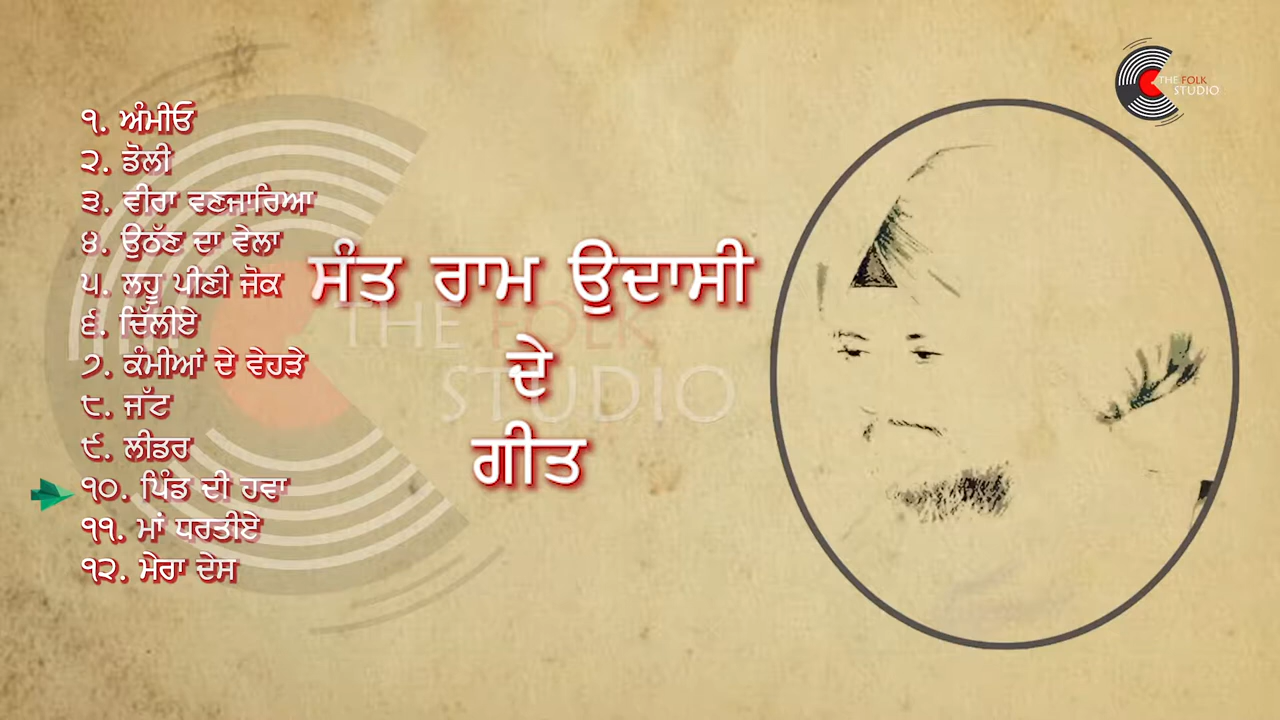 THE FOLK
STUDIO
੧. ਅੰਮੀਓ
੨. ਡੋਲੀ
੩. ਵੀਰਾ ਵਣਜਾਰਿਆ
੪. ਉਠੱਣ ਦਾ ਵੇਲਾ
੫. ਲਹੂ ਪੀਣੀ ਜੋਕ
੬. ਦਿੱਲੀਏ
੭. ਕੰਮੀਆਂ ਦੇ ਵੇਹੜੇ
੮. ਜੱਟ
੯. ਲੀਡਰ
੧੦. ਪਿੰਡ ਦੀ ਹਵਾ
੧੧. ਮਾਂ ਧਰਤੀਏ
੧੨. ਮੇਰਾ ਦੇਸ
ਸੰਤ ਰਾਮ ਉਦਾਸੀ
ਦੇ
ਗੀਤ
THE FOLK
STUDIO